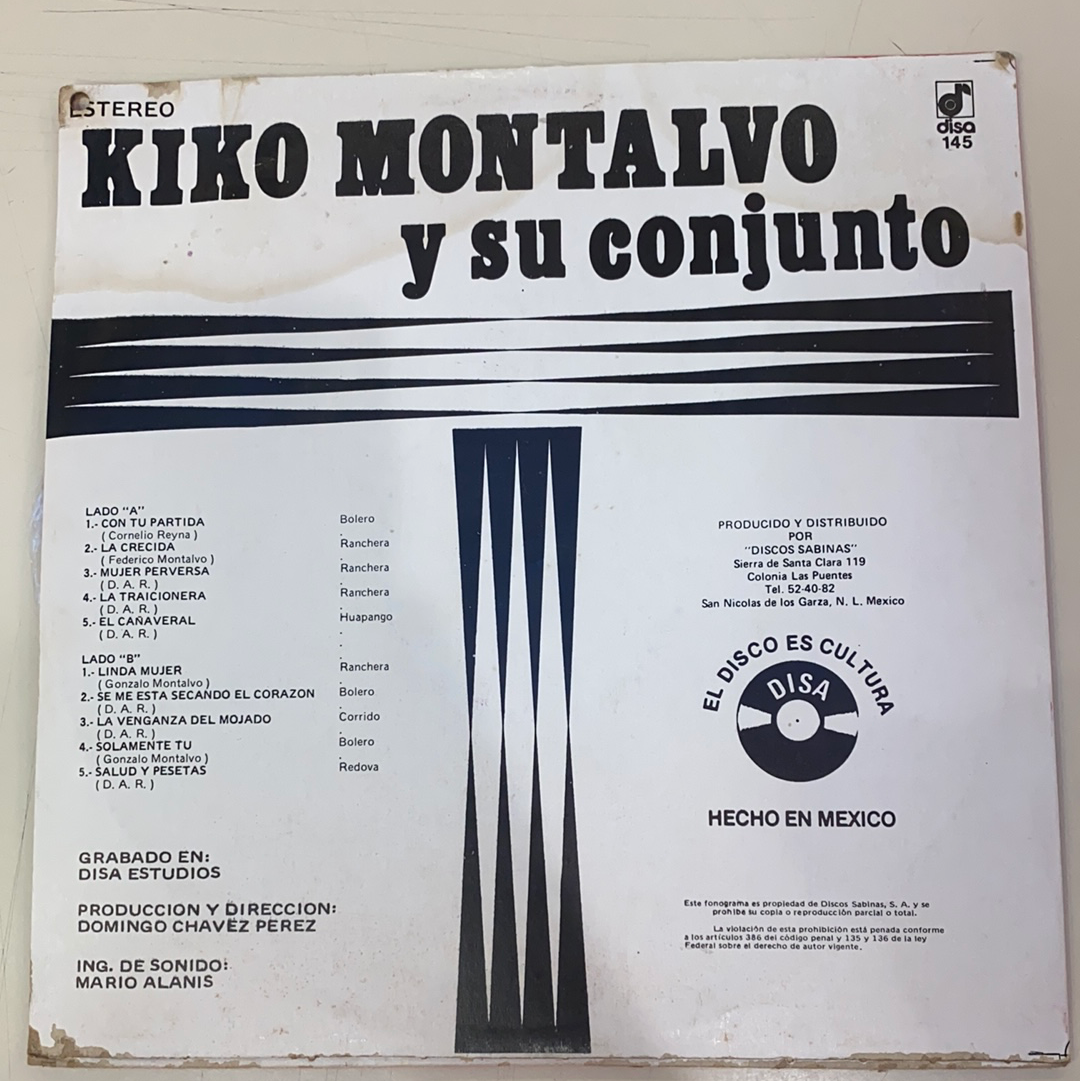 ESTEREO
KIKO MONTALVO
y su conjunto
disa
145
LADO "A"
1.- CON TU PARTIDA Bolero
( Cornelio Reyna )
2.- LA CRECIDA Ranchera
( Federico Montalvo )
3.- MUJER PERVERSA Ranchera
( D. A. R. )
4.- LA TRAICIONERA Ranchera
( D. A. R. )
5.- EL CAÑAVERAL Huapango
( D. A. R. )
LADO "B"
1.- LINDA MUJER Ranchera
( Gonzalo Montalvo )
2.- SE ME ESTA SECANDO EL CORAZON Bolero
( D. A. R. )
3.- LA VENGANZA DEL MOJADO Corrido
( D. A. R. )
4.- SOLAMENTE TU Bolero
( Gonzalo Montalvo )
5.- SALUD Y PESETAS Redova
( D. A. R. )
GRABADO EN:
DISA ESTUDIOS
PRODUCCION Y DIRECCION:
DOMINGO CHAVEZ PEREZ
ING. DE SONIDO:
MARIO ALANIS
PRODUCIDO Y DISTRIBUIDO
POR
"DISCOS SABINAS"
Sierra de Santa Clara 119
Colonia Las Puentes
Tel. 52-40-82
San Nicolas de los Garza, N. L. Mexico
EL DISCO ES CULTURA
DISA
HECHO EN MEXICO
Este fonograma es propiedad de Discos Sabinas, S. A. y se
prohibe su copia o reproducción parcial o total.
La violación de esta prohibición está penada conforme
a los artículos 386 del código penal y 135 y 136 de la ley
Federal sobre el derecho de autor vigente.